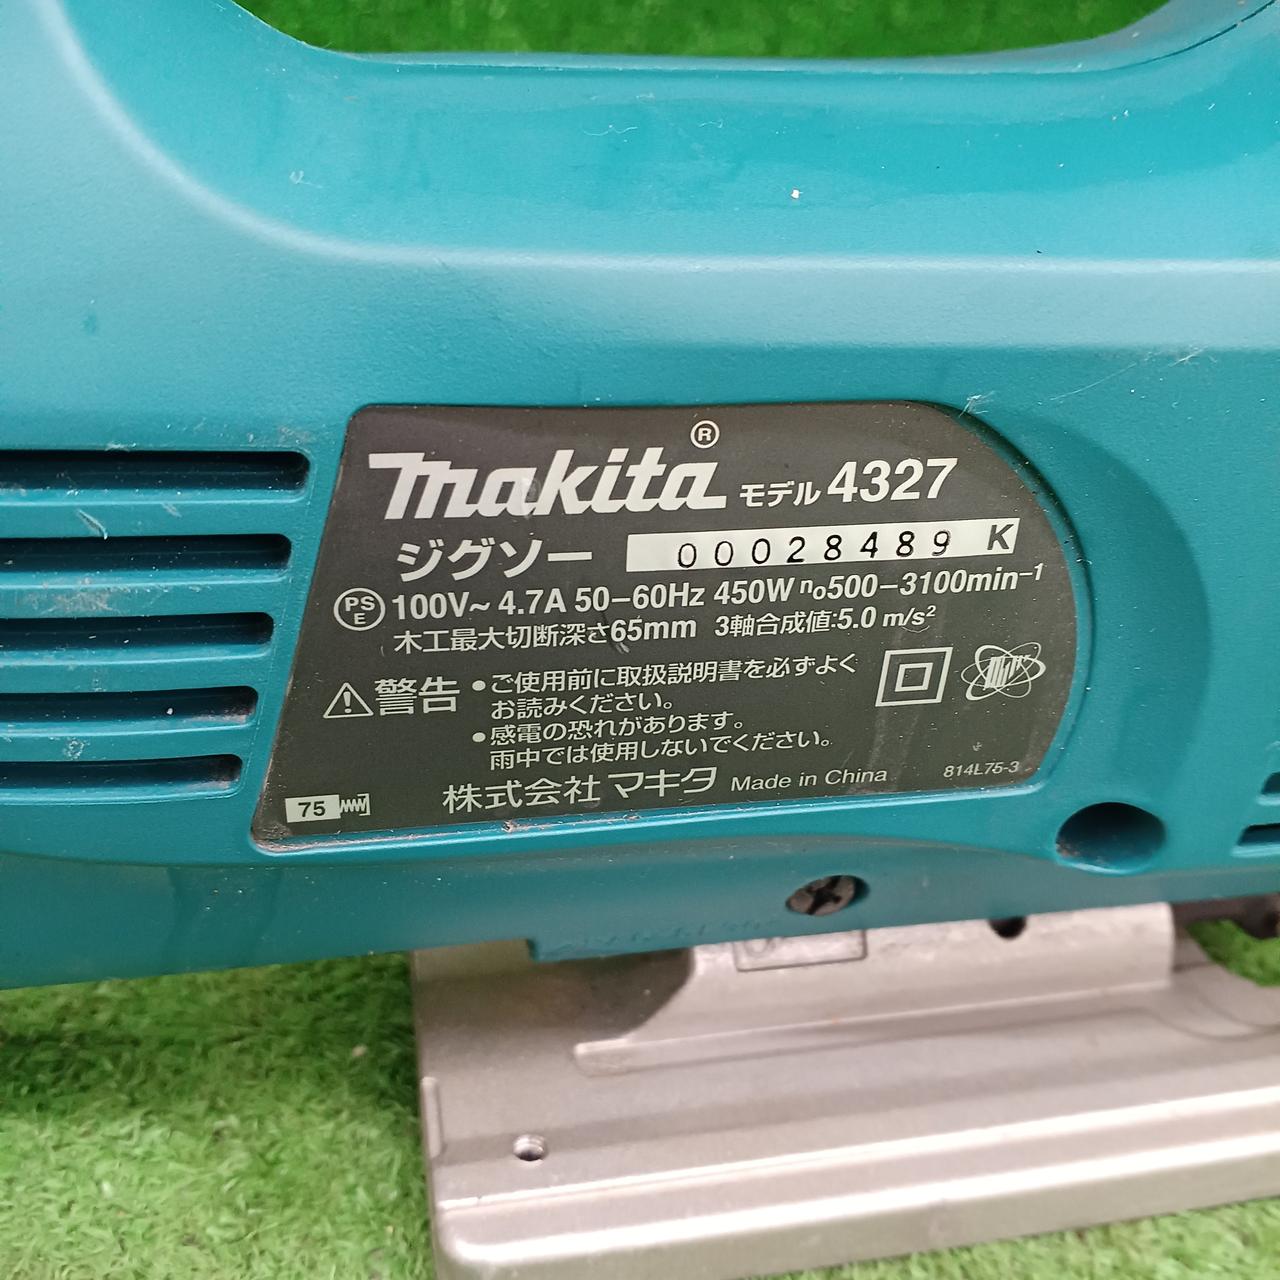 makita® モデル 4327
ジグソー 00028489 K
PSE 100V~ 4.7A 50-60Hz 450W n₀500-3100min⁻¹
木工最大切断深さ65mm 3軸合成値:5.0 m/s²
警告 •ご使用前に取扱説明書を必ずよく
お読みください。
•感電の恐れがあります。
雨中では使用しないでください。
75 株式会社 マキタ Made in China 814L75-3